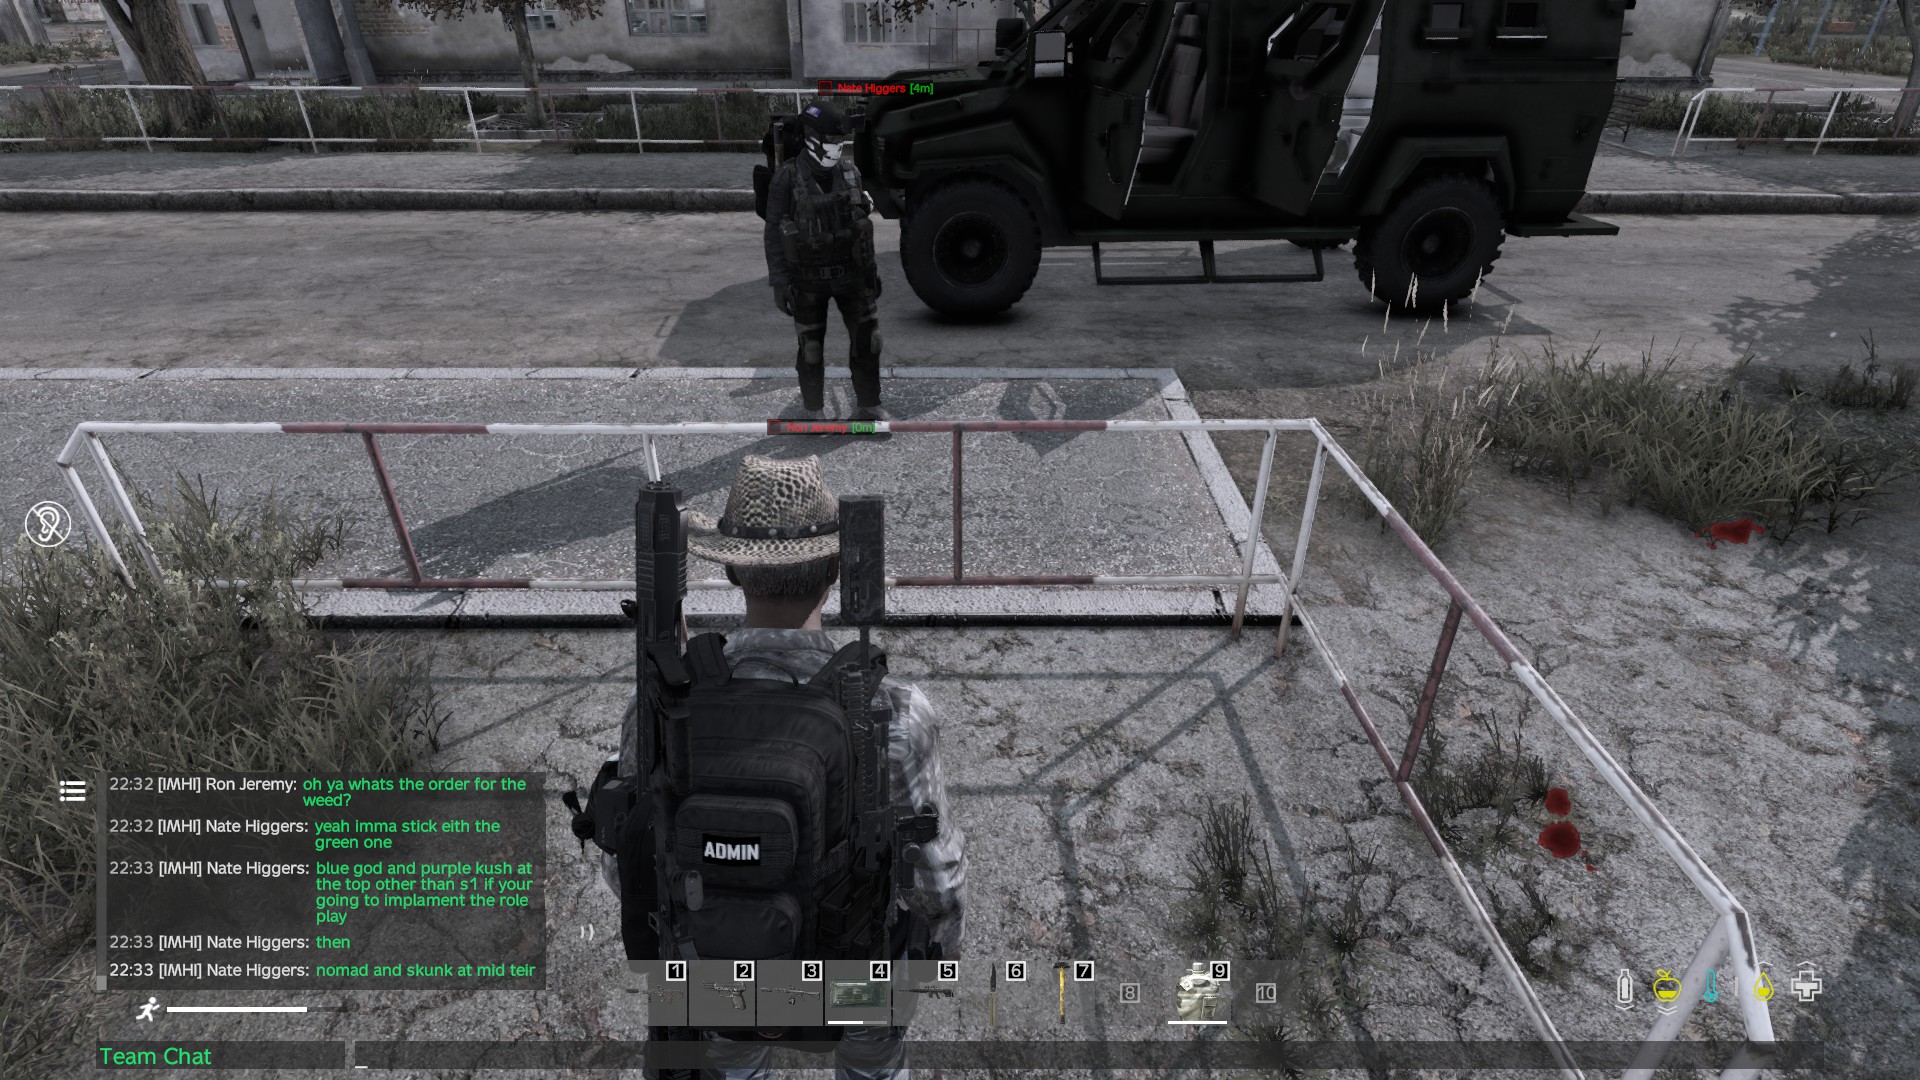 Nate Higgers [4m]
Ron Jeremy [0m]
22:32 [IMHI] Ron Jeremy: oh ya whats the order for the
weed?
22:32 [IMHI] Nate Higgers: yeah imma stick eith the
green one
22:33 [IMHI] Nate Higgers: blue god and purple kush at
the top other than s1 if your
going to implament the role
play
22:33 [IMHI] Nate Higgers: then
22:33 [IMHI] Nate Higgers: nomad and skunk at mid teir
ADMIN
1 2 3 4 5 6 7 8 9 10
Team Chat